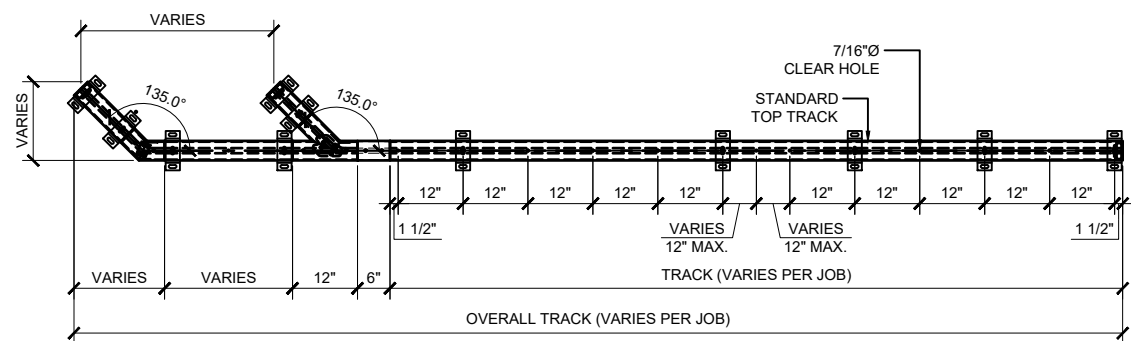 VARIES
7/16"Ø
CLEAR HOLE
VARIES
135.0°
135.0°
STANDARD
TOP TRACK
12"
12"
12"
12"
12"
12"
12"
12"
12"
12"
1 1/2"
VARIES
12" MAX.
VARIES
12" MAX.
1 1/2"
VARIES
VARIES
12"
6"
TRACK (VARIES PER JOB)
OVERALL TRACK (VARIES PER JOB)